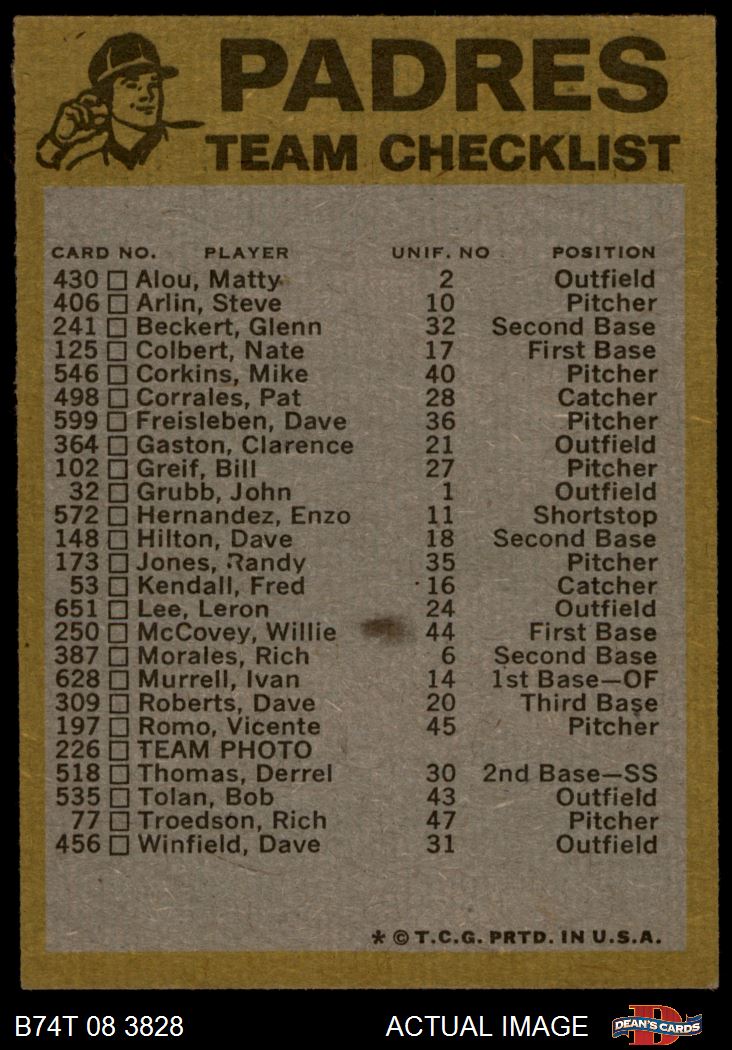 PADRES
TEAM CHECKLIST
CARD NO. PLAYER UNIF. NO POSITION
430 Alou, Matty 2 Outfield
406 Arlin, Steve 10 Pitcher
241 Beckert, Glenn 32 Second Base
125 Colbert, Nate 17 First Base
546 Corkins, Mike 40 Pitcher
498 Corrales, Pat 28 Catcher
599 Freisleben, Dave 36 Pitcher
364 Gaston, Clarence 21 Outfield
102 Greif, Bill 27 Pitcher
32 Grubb, John 1 Outfield
572 Hernandez, Enzo 11 Shortstop
148 Hilton, Dave 18 Second Base
173 Jones, Randy 35 Pitcher
53 Kendall, Fred 16 Catcher
651 Lee, Leron 24 Outfield
250 McCovey, Willie 44 First Base
387 Morales, Rich 6 Second Base
628 Murrell, Ivan 14 1st Base—OF
309 Roberts, Dave 20 Third Base
197 Romo, Vicente 45 Pitcher
226 TEAM PHOTO
518 Thomas, Derrel 30 2nd Base—SS
535 Tolan, Bob 43 Outfield
77 Troedson, Rich 47 Pitcher
456 Winfield, Dave 31 Outfield
* © T.C.G. PRTD. IN U.S.A.
B74T 08 3828 ACTUAL IMAGE DEAN'S CARDS